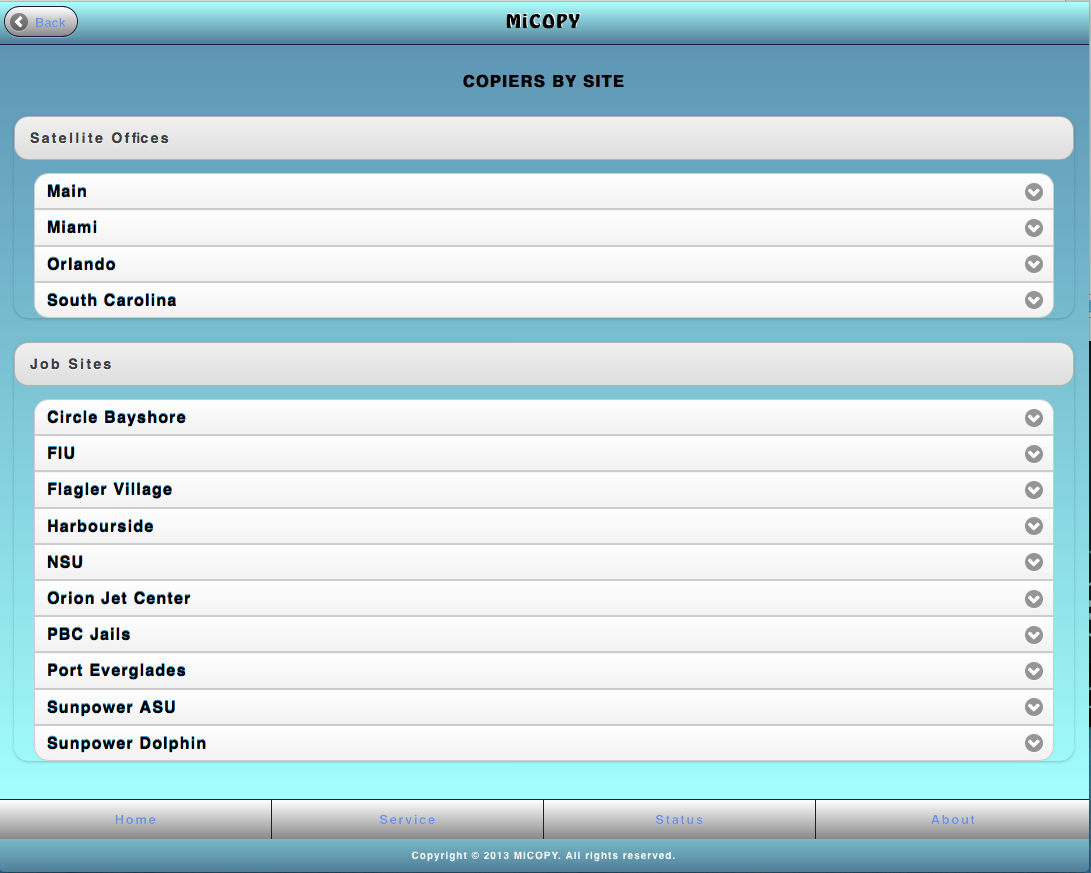 Back
MiCOPY
COPIERS BY SITE
Satellite Offices
Main
Miami
Orlando
South Carolina
Job Sites
Circle Bayshore
FIU
Flagler Village
Harbourside
NSU
Orion Jet Center
PBC Jails
Port Everglades
Sunpower ASU
Sunpower Dolphin
Home Service Status About
Copyright © 2013 MiCOPY. All rights reserved.